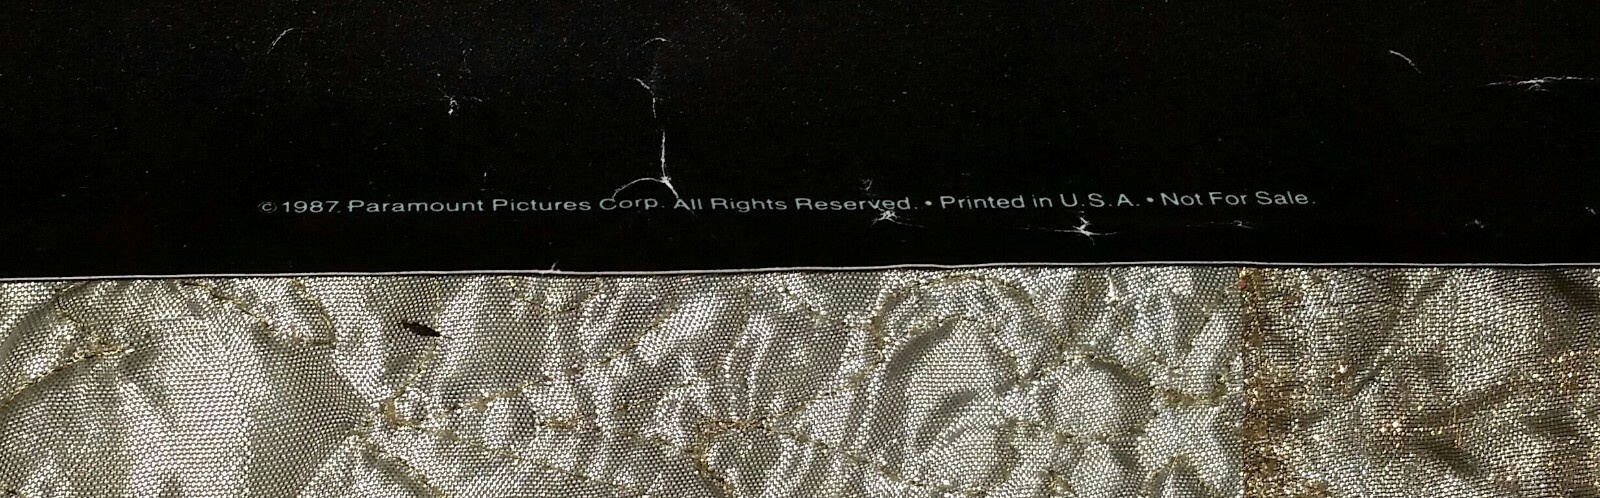 © 1987 Paramount Pictures Corp. All Rights Reserved. • Printed in U.S.A. • Not For Sale.